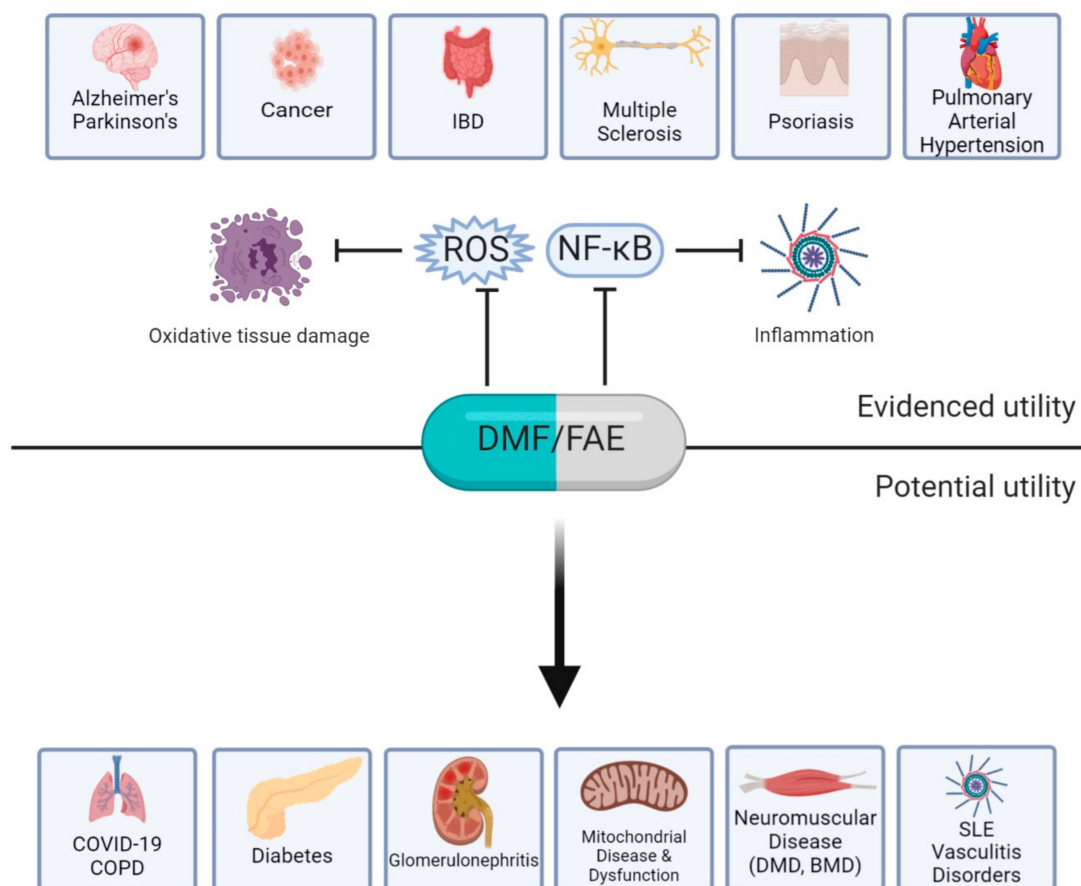 Alzheimer's
Parkinson's
Cancer
IBD
Multiple
Sclerosis
Psoriasis
Pulmonary
Arterial
Hypertension
ROS
NF-κB
Oxidative tissue damage
Inflammation
DMF/FAE
Evidenced utility
Potential utility
COVID-19
COPD
Diabetes
Glomerulonephritis
Mitochondrial
Disease &
Dysfunction
Neuromuscular
Disease
(DMD, BMD)
SLE
Vasculitis
Disorders